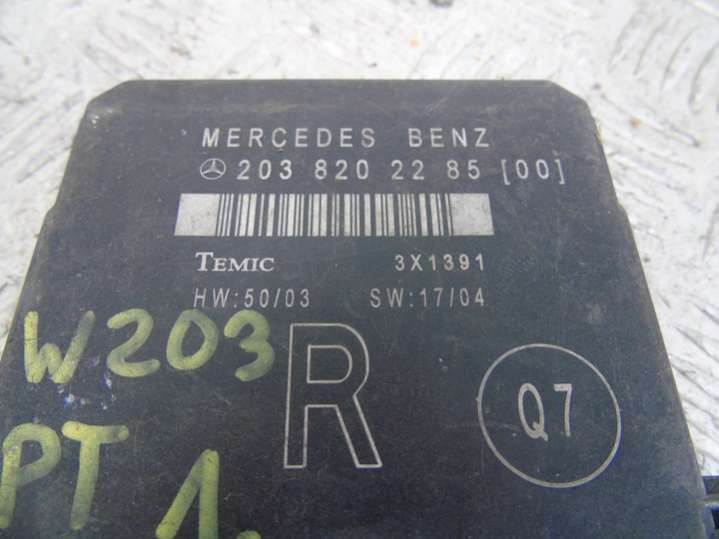 MERCEDES BENZ
203 820 22 85 [00]
TEMIC 3X1391
HW:50/03 SW:17/04
W203
R
Q7
PT 1.